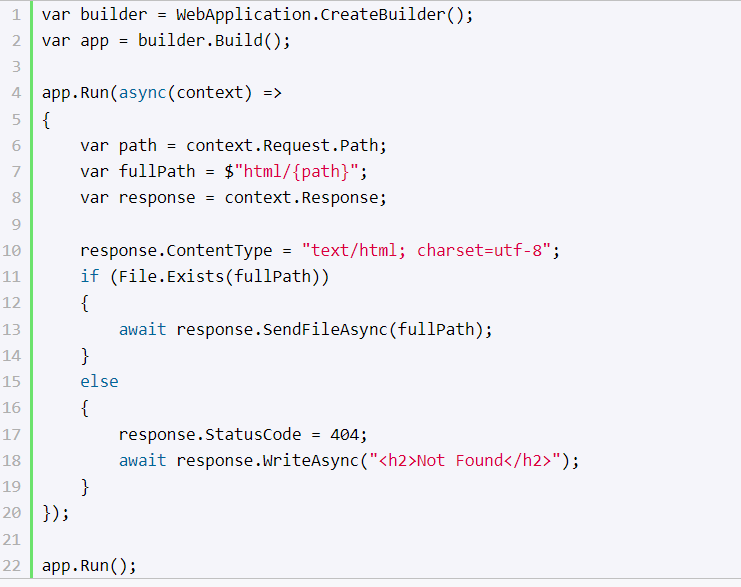 1 var builder = WebApplication.CreateBuilder();
2 var app = builder.Build();
3
4 app.Run(async(context) =>
5 {
6     var path = context.Request.Path;
7     var fullPath = $"html/{path}";
8     var response = context.Response;
9
10     response.ContentType = "text/html; charset=utf-8";
11     if (File.Exists(fullPath))
12     {
13         await response.SendFileAsync(fullPath);
14     }
15     else
16     {
17         response.StatusCode = 404;
18         await response.WriteAsync("<h2>Not Found</h2>");
19     }
20 });
21
22 app.Run();